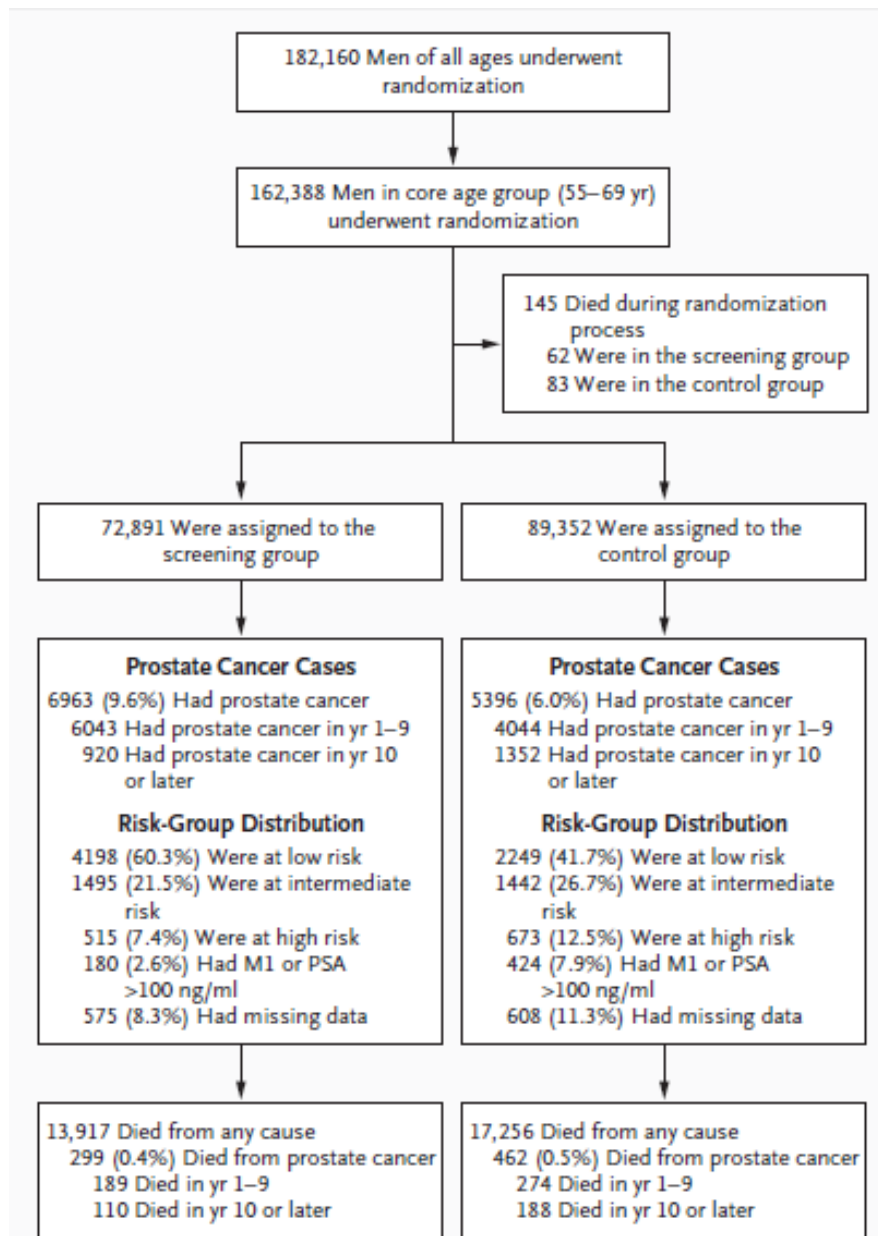 182,160 Men of all ages underwent
randomization
162,388 Men in core age group (55–69 yr)
underwent randomization
145 Died during randomization
process
62 Were in the screening group
83 Were in the control group
72,891 Were assigned to the
screening group
89,352 Were assigned to the
control group
Prostate Cancer Cases
6963 (9.6%) Had prostate cancer
6043 Had prostate cancer in yr 1–9
920 Had prostate cancer in yr 10
or later
Risk-Group Distribution
4198 (60.3%) Were at low risk
1495 (21.5%) Were at intermediate
risk
515 (7.4%) Were at high risk
180 (2.6%) Had M1 or PSA
>100 ng/ml
575 (8.3%) Had missing data
Prostate Cancer Cases
5396 (6.0%) Had prostate cancer
4044 Had prostate cancer in yr 1–9
1352 Had prostate cancer in yr 10
or later
Risk-Group Distribution
2249 (41.7%) Were at low risk
1442 (26.7%) Were at intermediate
risk
673 (12.5%) Were at high risk
424 (7.9%) Had M1 or PSA
>100 ng/ml
608 (11.3%) Had missing data
13,917 Died from any cause
299 (0.4%) Died from prostate cancer
189 Died in yr 1–9
110 Died in yr 10 or later
17,256 Died from any cause
462 (0.5%) Died from prostate cancer
274 Died in yr 1–9
188 Died in yr 10 or later